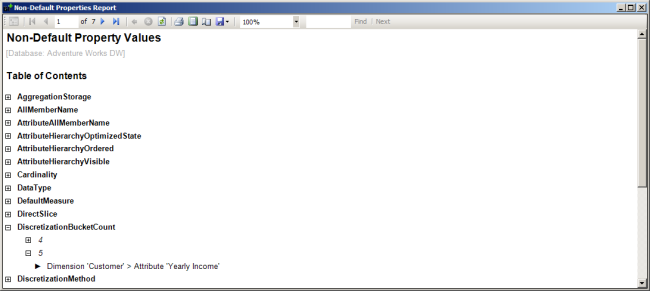 Non-Default Properties Report
1 of 7 100% Find | Next
Non-Default Property Values
[Database: Adventure Works DW]
Table of Contents
AggregationStorage
AllMemberName
AttributeAllMemberName
AttributeHierarchyOptimizedState
AttributeHierarchyOrdered
AttributeHierarchyVisible
Cardinality
DataType
DefaultMeasure
DirectSlice
DiscretizationBucketCount
4
5
Dimension 'Customer' > Attribute 'Yearly Income'
DiscretizationMethod